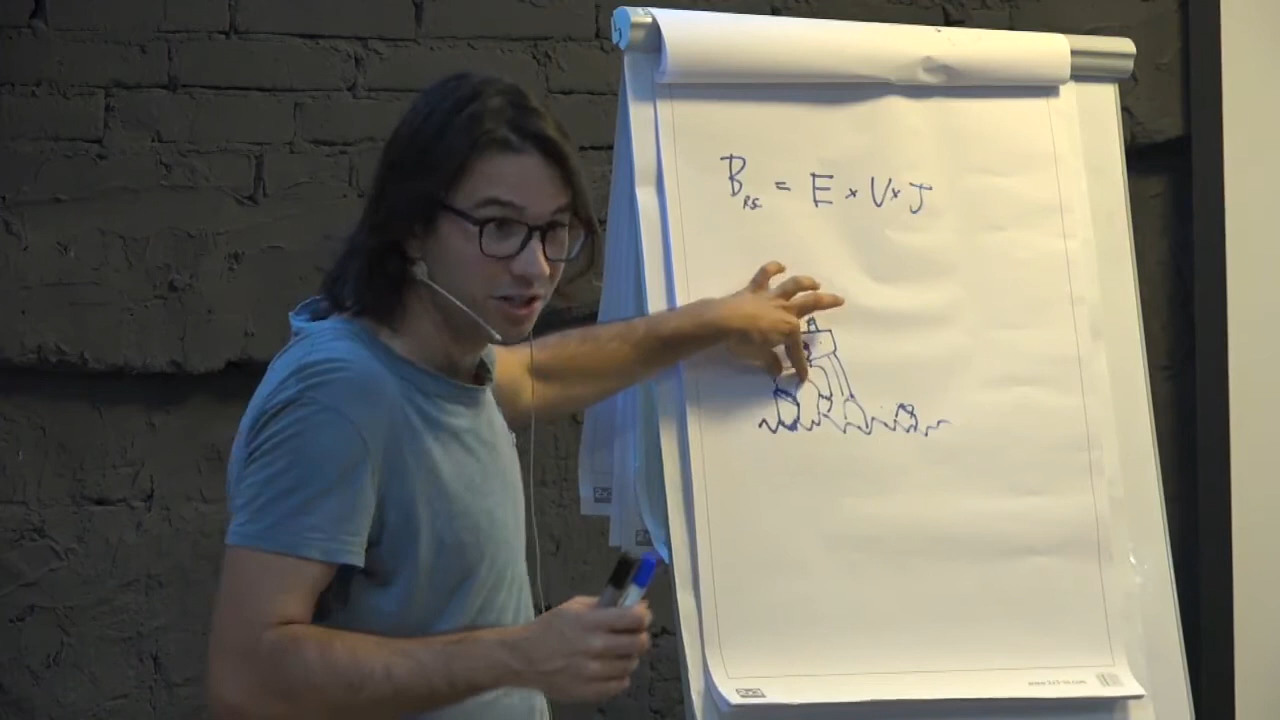 B_RS = E × V × J